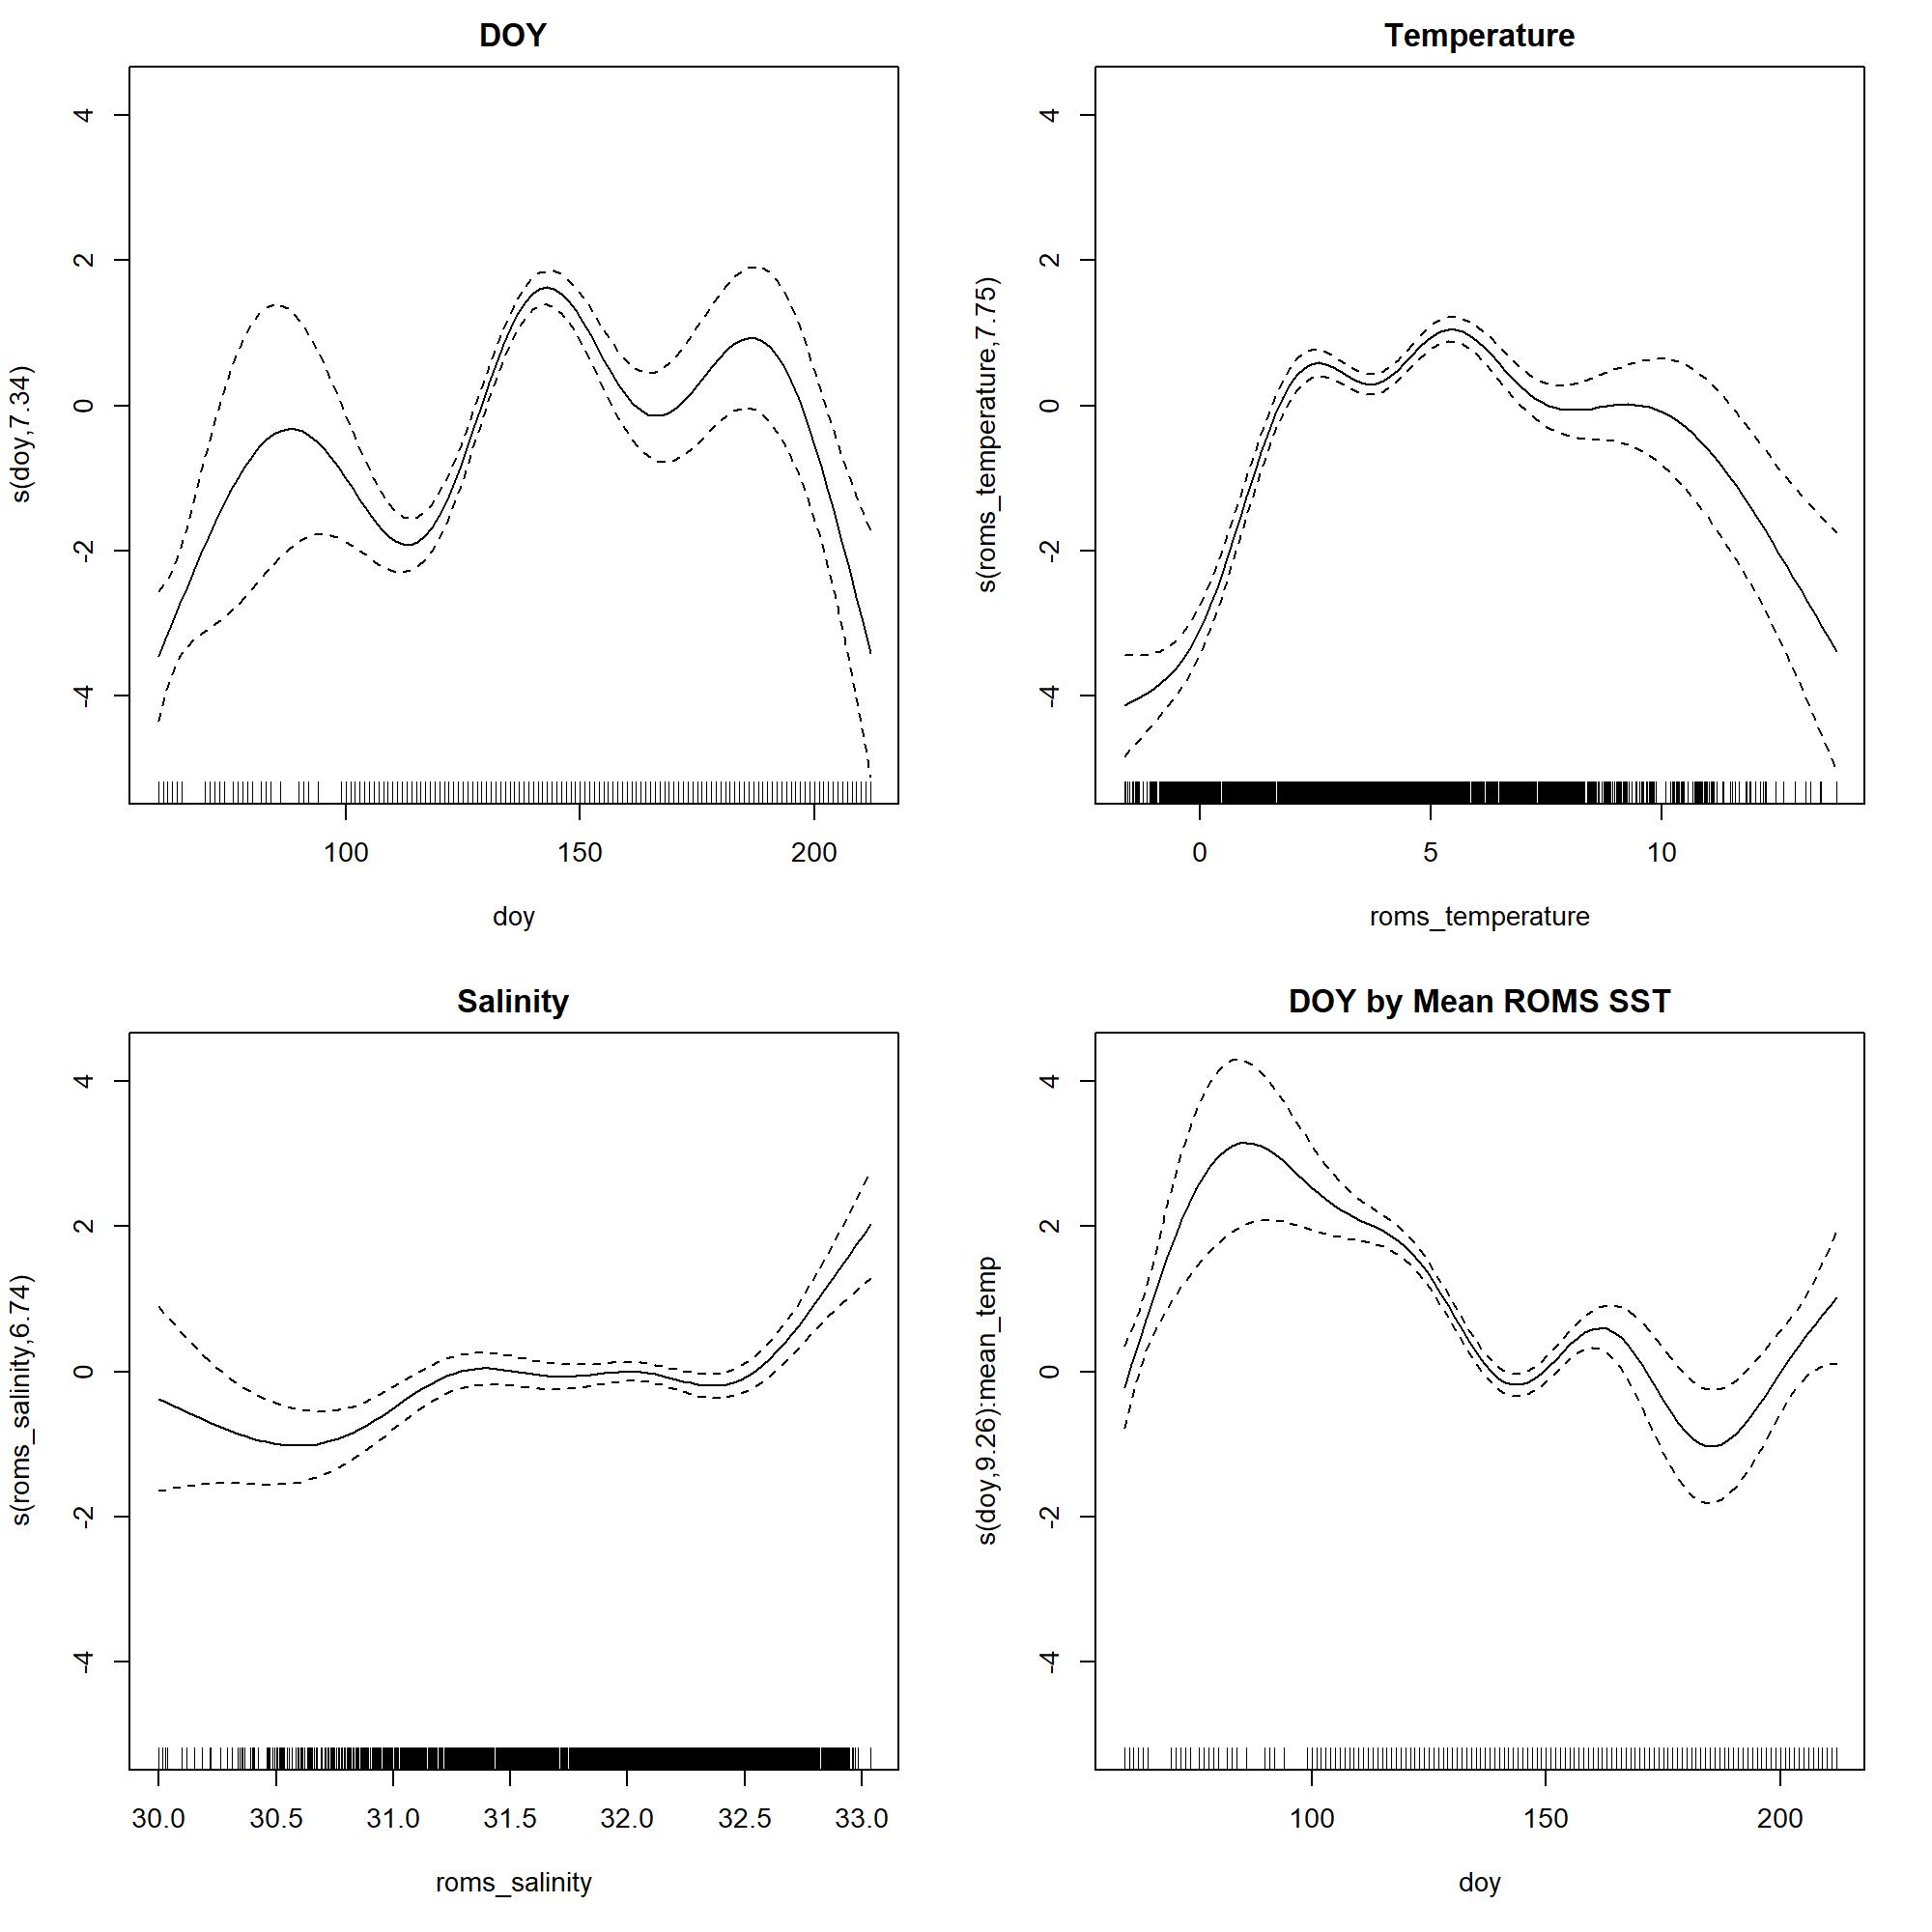 DOY
4
2
0
-2
-4
s(doy,7.34)
100 150 200
doy
Temperature
4
2
0
-2
-4
s(roms_temperature,7.75)
0 5 10
roms_temperature
Salinity
4
2
0
-2
-4
s(roms_salinity,6.74)
30.0 30.5 31.0 31.5 32.0 32.5 33.0
roms_salinity
DOY by Mean ROMS SST
4
2
0
-2
-4
s(doy,9.26):mean_temp
100 150 200
doy